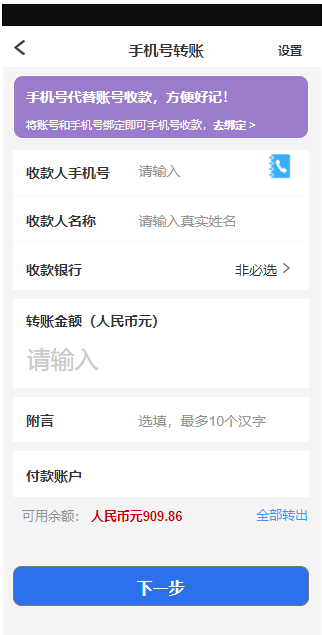 手机号转账
设置
手机号代替账号收款，方便好记！
将账号和手机号绑定即可手机号收款，去绑定 >
收款人手机号 请输入
收款人名称 请输入真实姓名
收款银行 非必选 >
转账金额（人民币元）
请输入
附言 选填，最多10个汉字
付款账户
可用余额： 人民币元909.86 全部转出
下一步